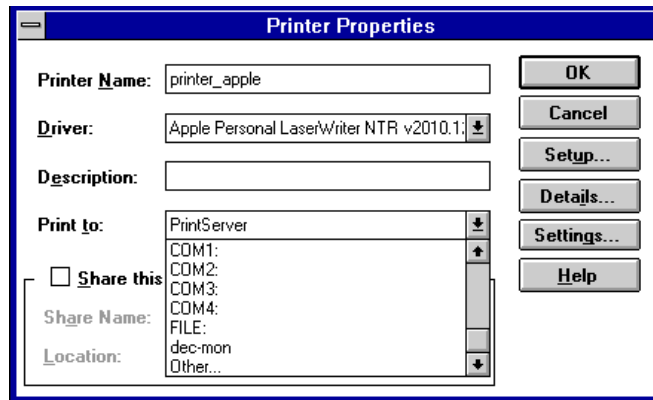 Printer Properties
Printer Name: printer_apple
OK
Driver: Apple Personal LaserWriter NTR v2010.1
Cancel
Setup...
Description:
Details...
Print to: PrintServer
Settings...
COM1:
COM2:
Share this
COM3:
Help
COM4:
Share Name:
FILE:
dec-mon
Location:
Other...